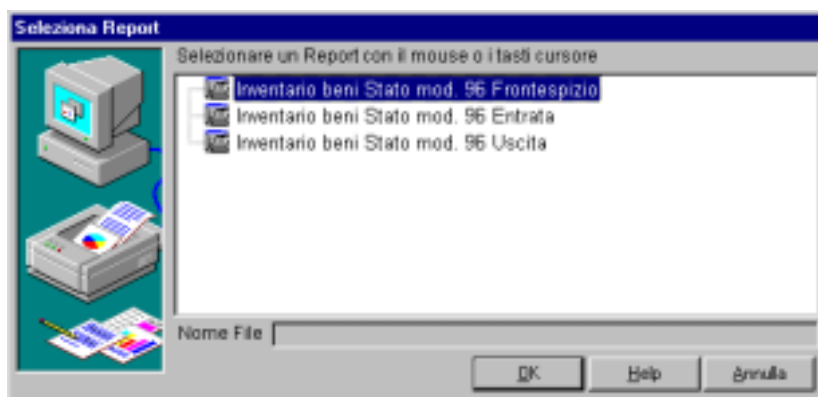 Seleziona Report
Selezionare un Report con il mouse o i tasti cursore
Inventario beni Stato mod. 96 Frontespizio
Inventario beni Stato mod. 96 Entrata
Inventario beni Stato mod. 96 Uscita
Nome File
OK Help Annulla